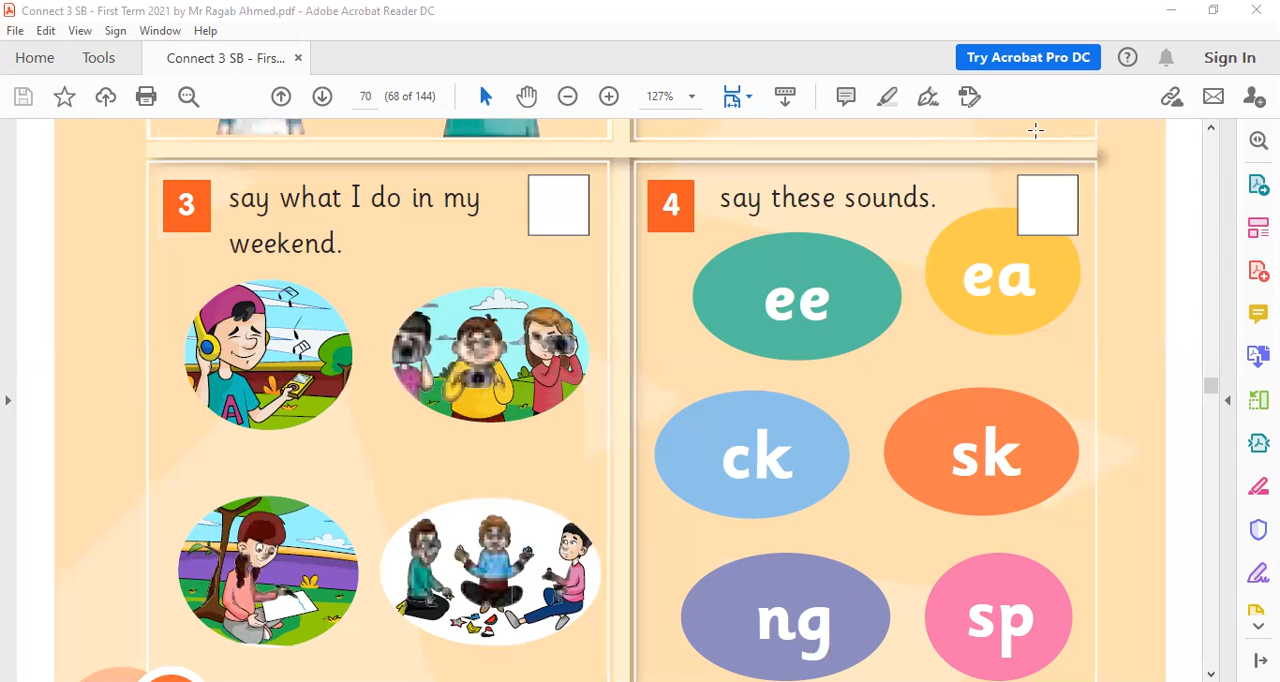 Connect 3 SB - First Term 2021 by Mr Ragab Ahmed.pdf - Adobe Acrobat Reader DC
File Edit View Sign Window Help
Home Tools Connect 3 SB - Firs... × Try Acrobat Pro DC ? Sign In
70 (68 of 144) 127%
3 say what I do in my
weekend.
4 say these sounds.
ee ea
A
ck sk
ng sp